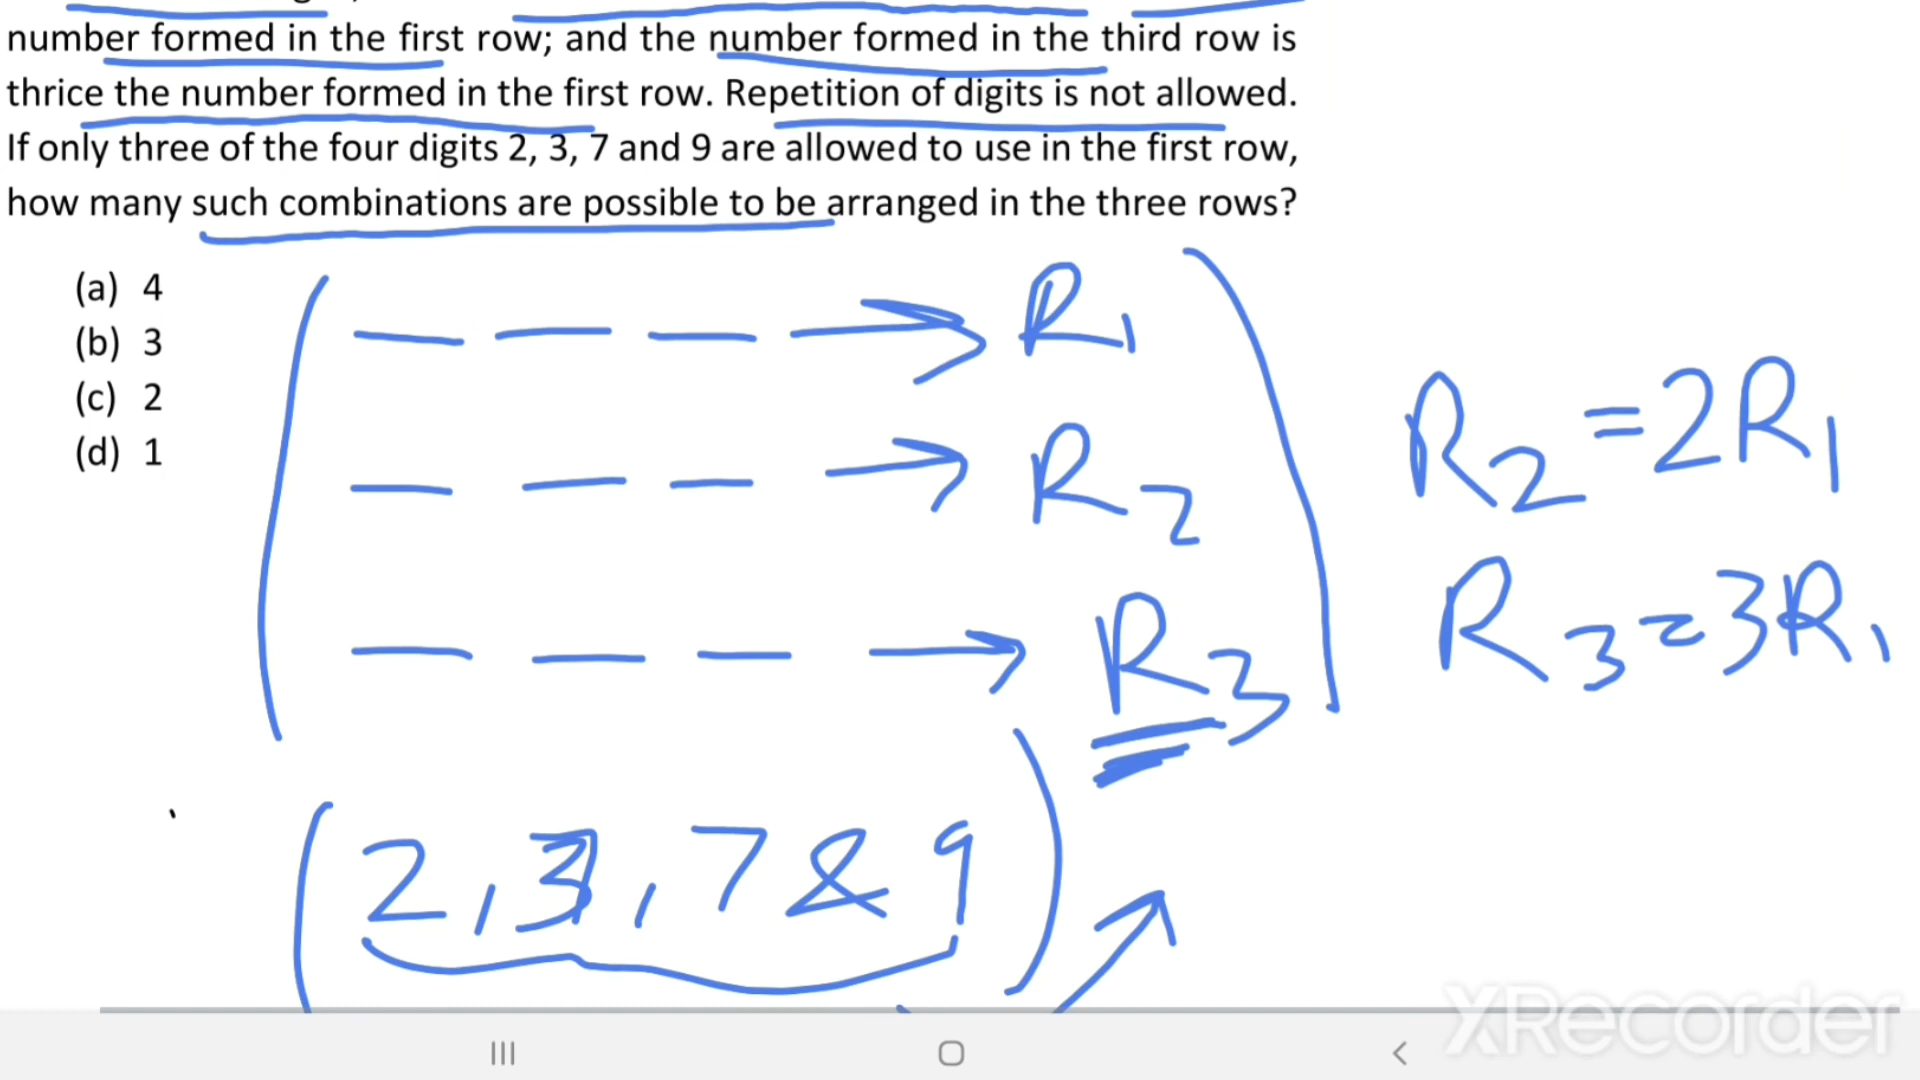 number formed in the first row; and the number formed in the third row is
thrice the number formed in the first row. Repetition of digits is not allowed.
If only three of the four digits 2, 3, 7 and 9 are allowed to use in the first row,
how many such combinations are possible to be arranged in the three rows?
(a) 4
(b) 3
(c) 2
(d) 1
R1
R2
R3
R2 = 2R1
R3 = 3R1
2, 3, 7 & 9
XRecorder